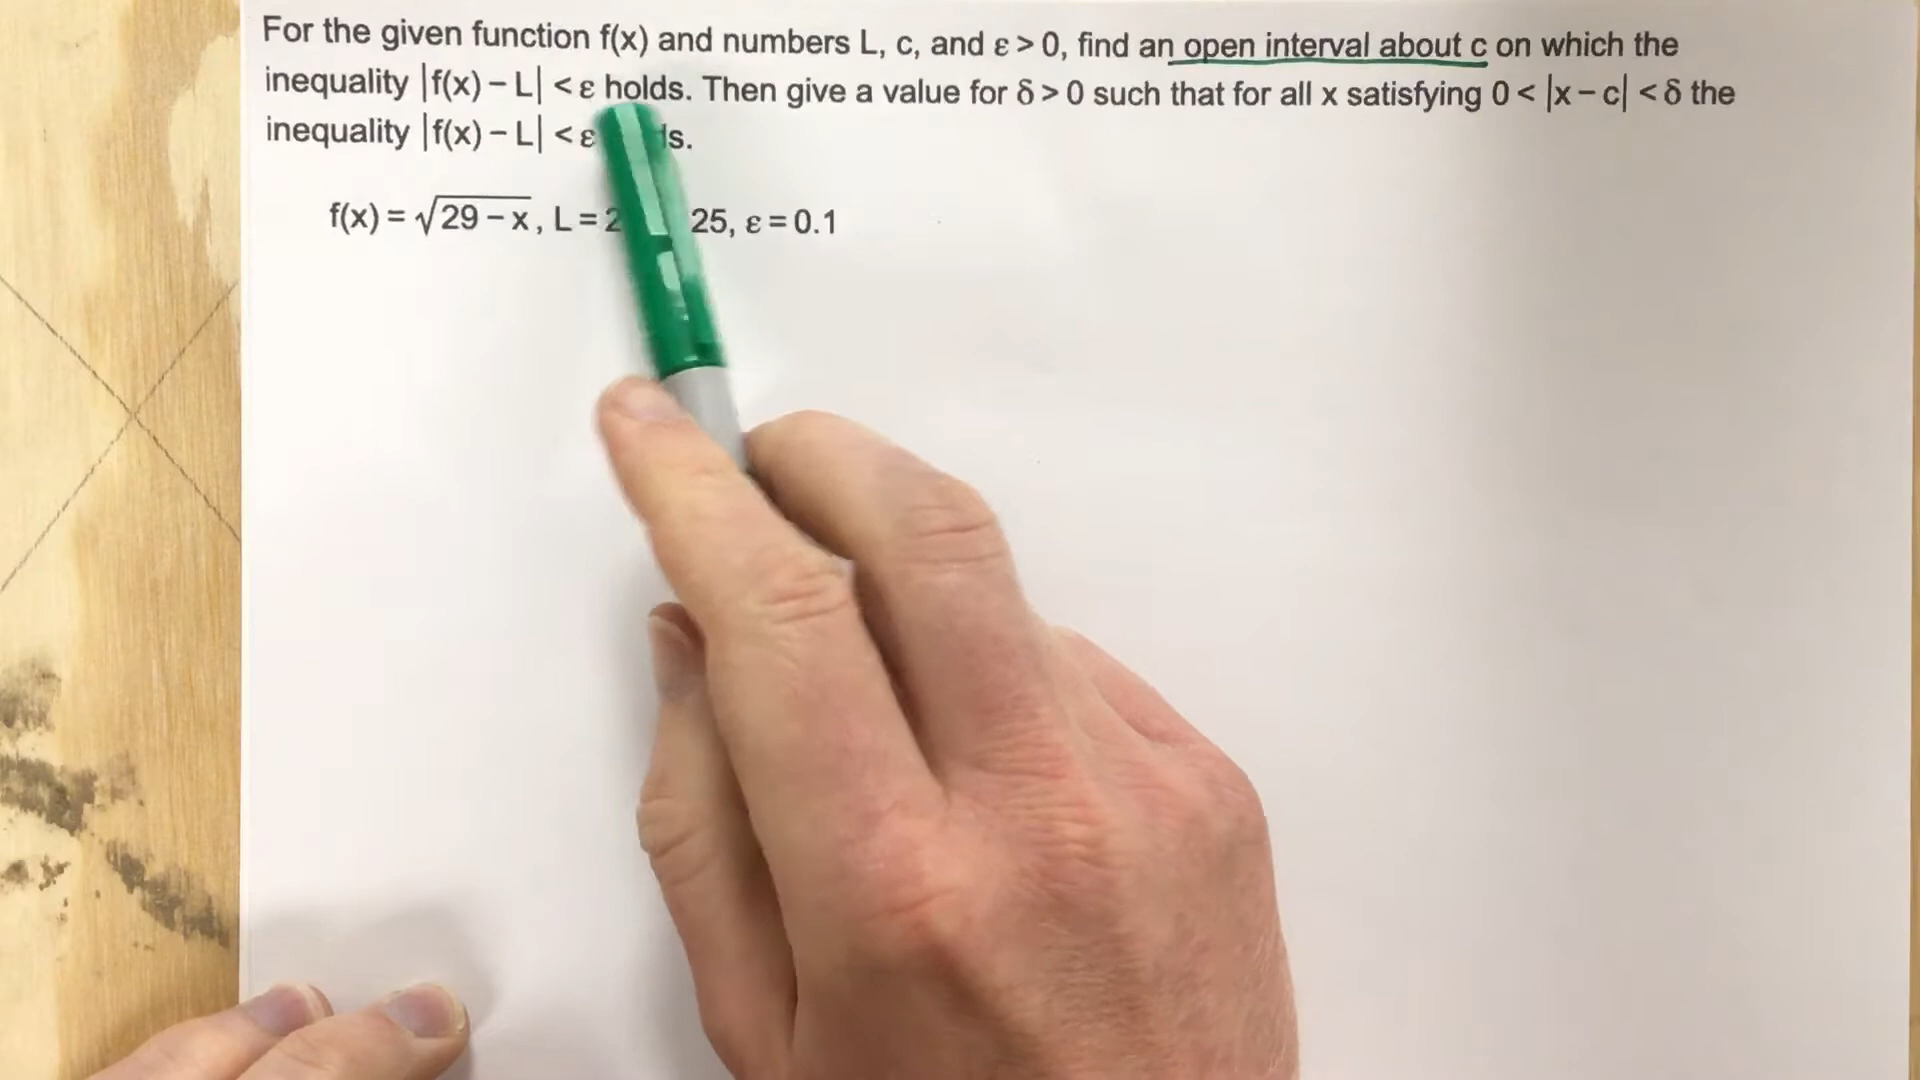 For the given function f(x) and numbers L, c, and ε > 0, find an open interval about c on which the
inequality |f(x) − L| < ε holds. Then give a value for δ > 0 such that for all x satisfying 0 < |x − c| < δ the
inequality |f(x) − L| < ε
f(x) = √29 − x, L = 2 25, ε = 0.1